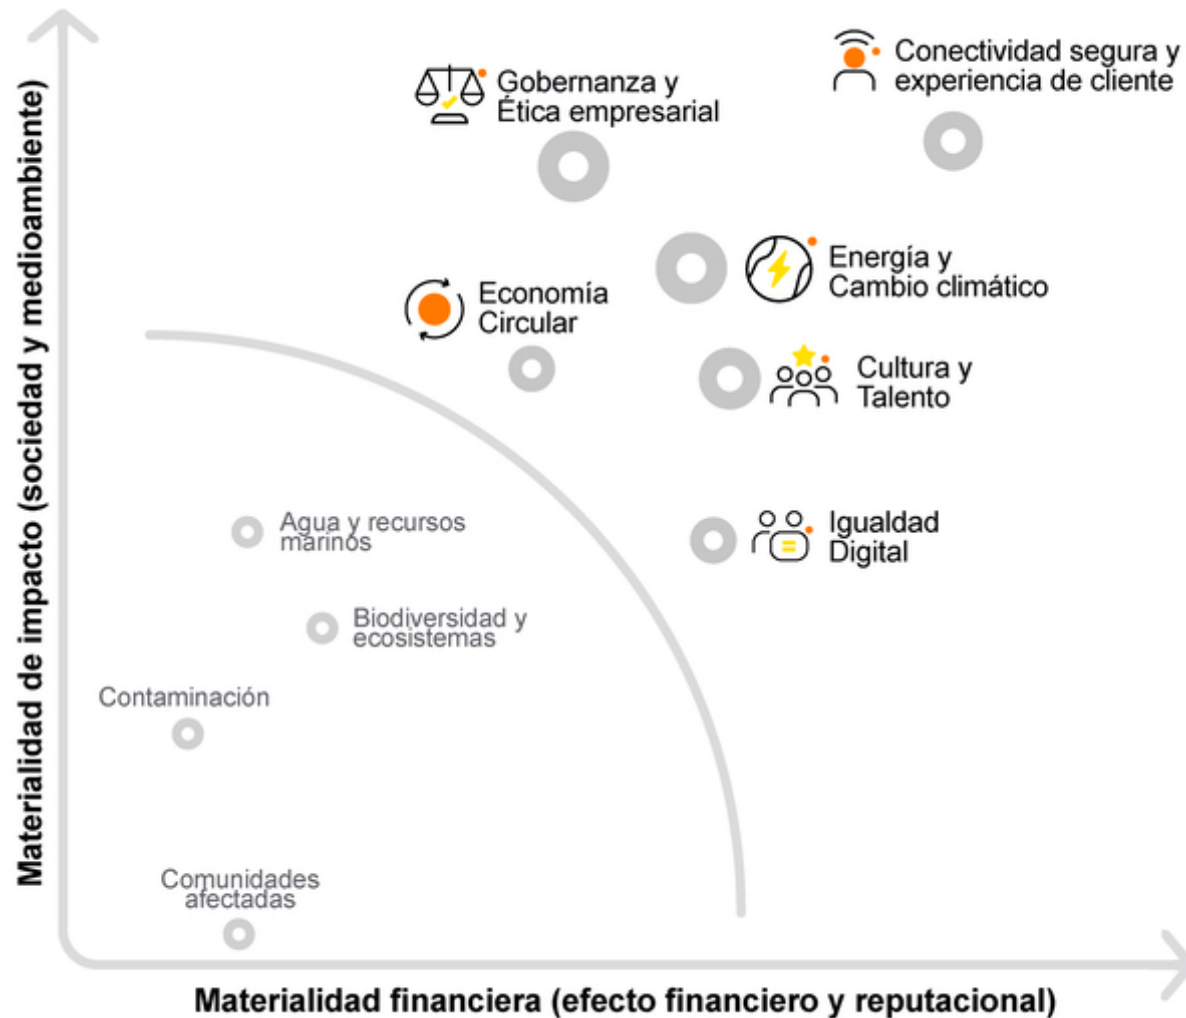 Materialidad de impacto (sociedad y medioambiente)
Gobernanza y
Ética empresarial
Conectividad segura y
experiencia de cliente
Energía y
Cambio climático
Economía
Circular
Cultura y
Talento
Igualdad
Digital
Agua y recursos
marinos
Biodiversidad y
ecosistemas
Contaminación
Comunidades
afectadas
Materialidad financiera (efecto financiero y reputacional)